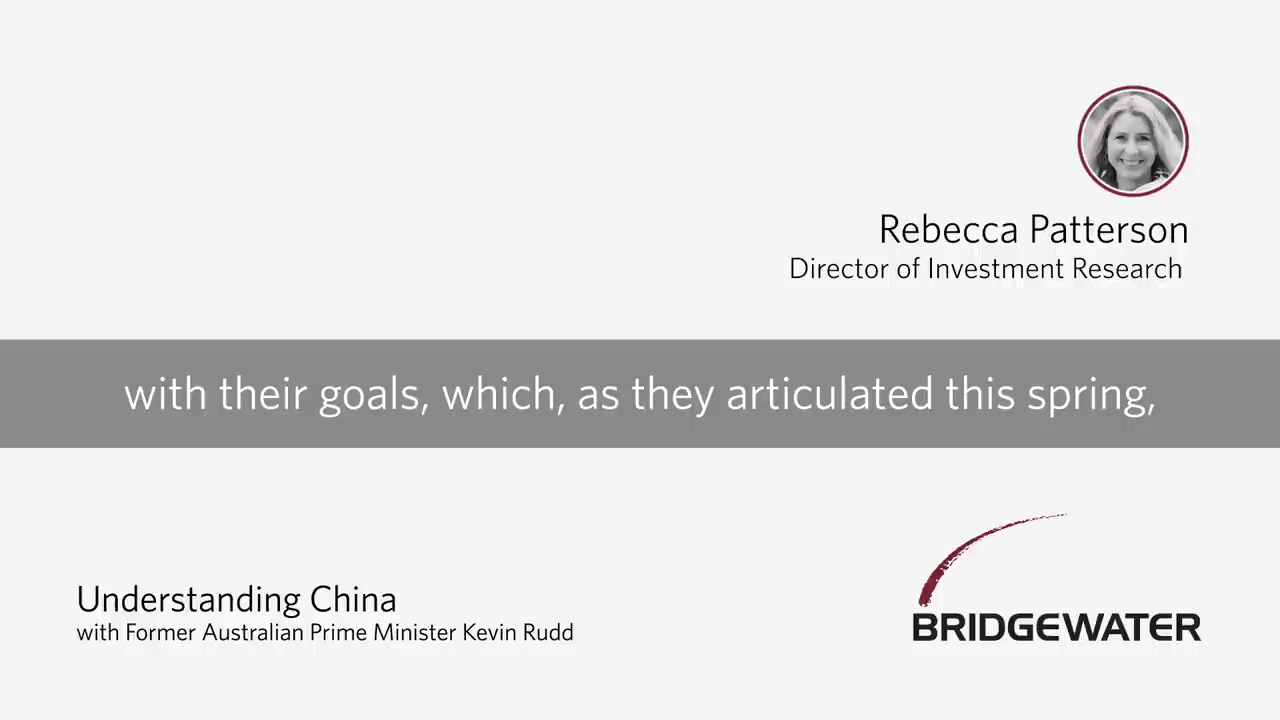 Rebecca Patterson
Director of Investment Research
with their goals, which, as they articulated this spring,
Understanding China
with Former Australian Prime Minister Kevin Rudd
BRIDGEWATER